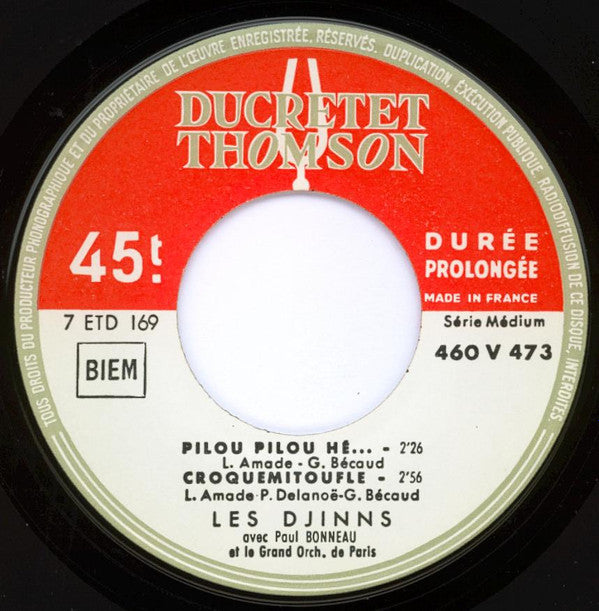 TOUS DROITS DU PRODUCTEUR PHONOGRAPHIQUE ET DU PROPRIÉTAIRE DE L'ŒUVRE ENREGISTRÉE, RÉSERVÉS. DUPLICATION, EXÉCUTION PUBLIQUE, RADIODIFFUSION DE CE DISQUE, INTERDITES
DUCRETET
THOMSON
45t.
DURÉE
PROLONGÉE
MADE IN FRANCE
7 ETD 169
Série Médium
BIEM
460 V 473
PILOU PILOU HÉ... - 2'26
L. Amade - G. Bécaud
CROQUEMITOUFLE - 2'56
L. Amade-P. Delanoë-G. Bécaud
LES DJINNS
avec Paul BONNEAU
et le Grand Orch. de Paris